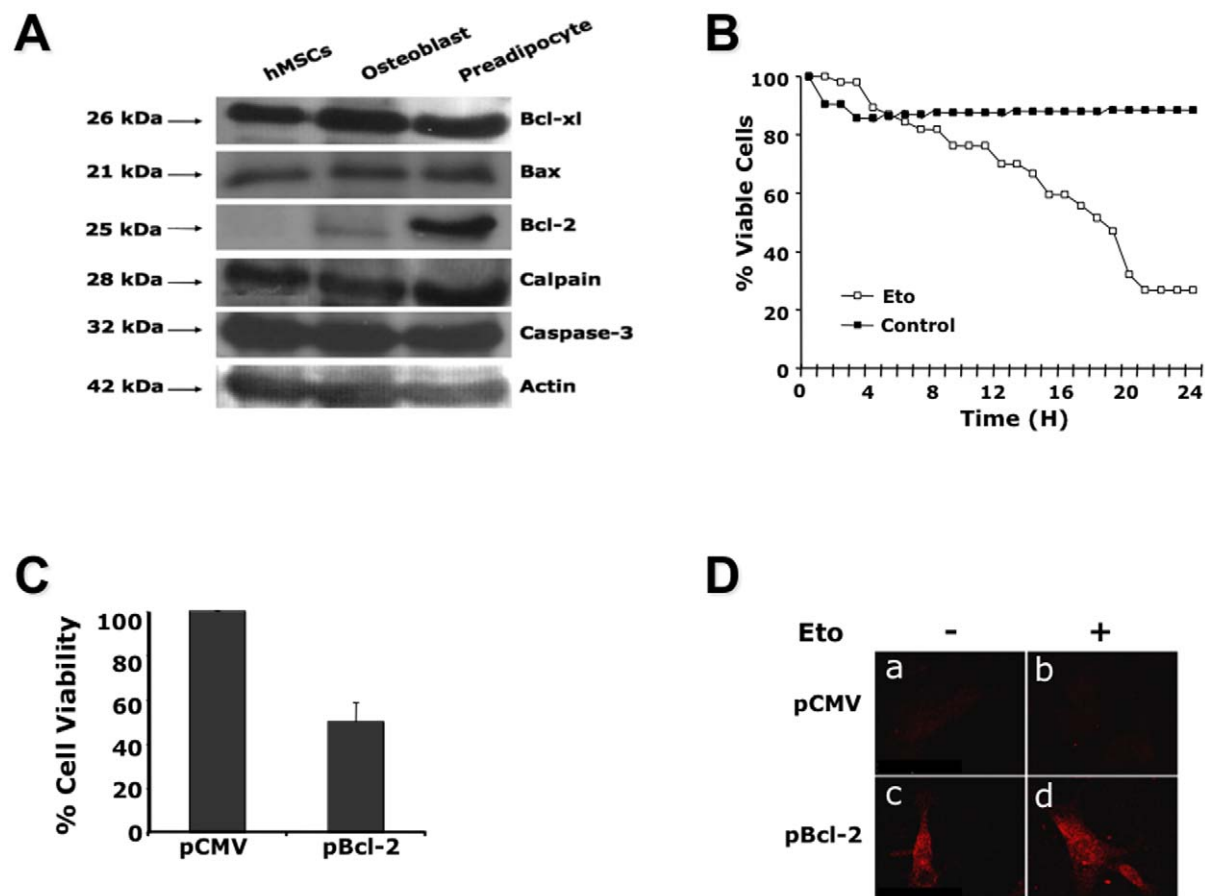 A
hMSCs Osteoblast Preadipocyte
26 kDa Bcl-xl
21 kDa Bax
25 kDa Bcl-2
28 kDa Calpain
32 kDa Caspase-3
42 kDa Actin
B
% Viable Cells
100
80
60
40
20
0
Eto
Control
0 4 8 12 16 20 24
Time (H)
C
% Cell Viability
100
80
60
40
20
0
pCMV pBcl-2
D
Eto - +
a b
pCMV
c d
pBcl-2